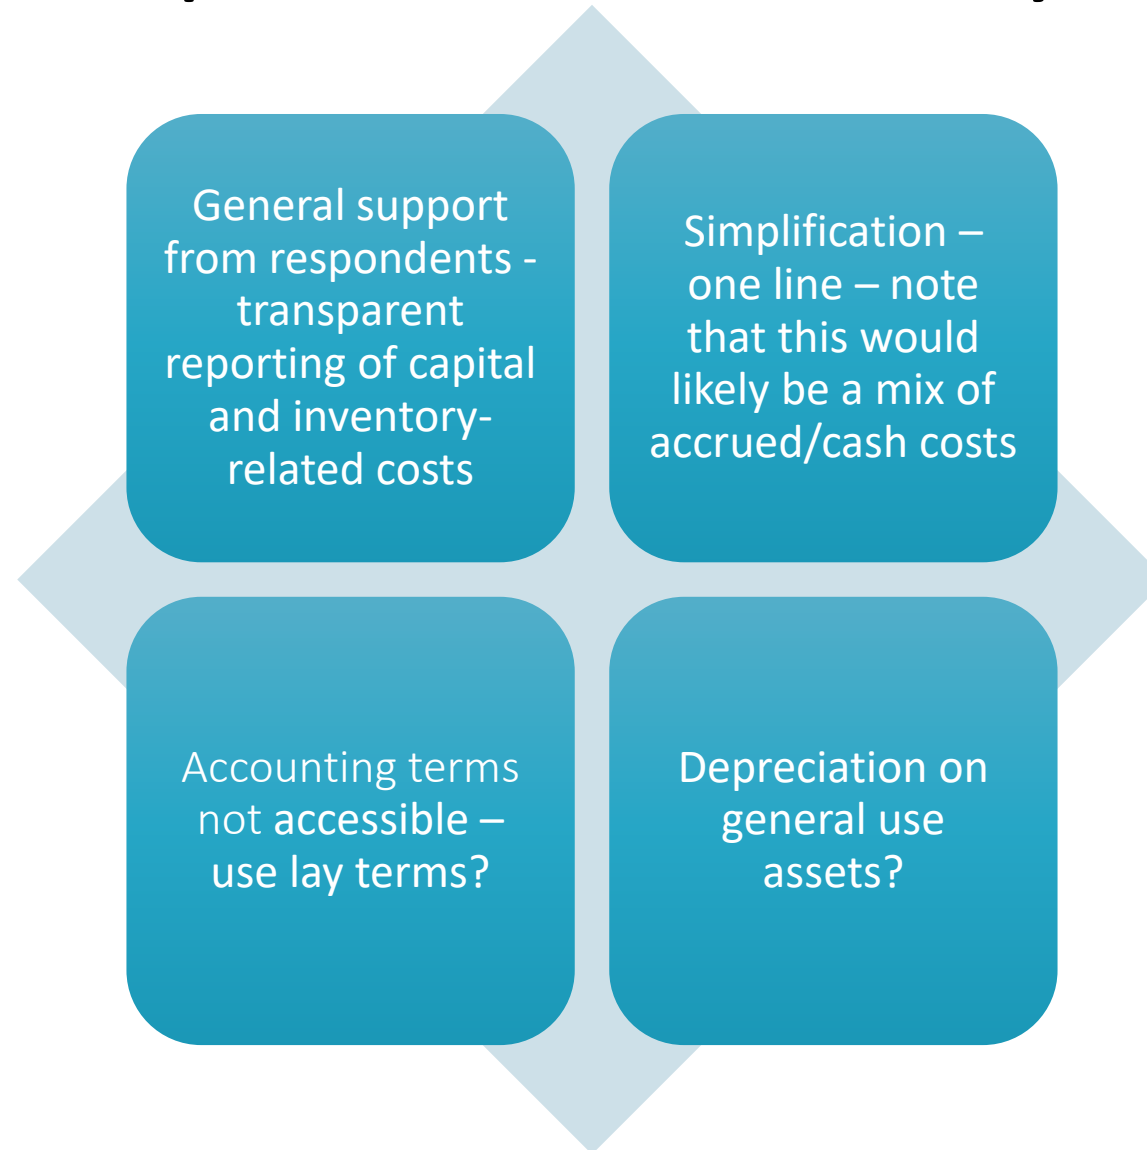 General support
from respondents -
transparent
reporting of capital
and inventory-
related costs
Simplification –
one line – note
that this would
likely be a mix of
accrued/cash costs
Accounting terms
not accessible –
use lay terms?
Depreciation on
general use
assets?